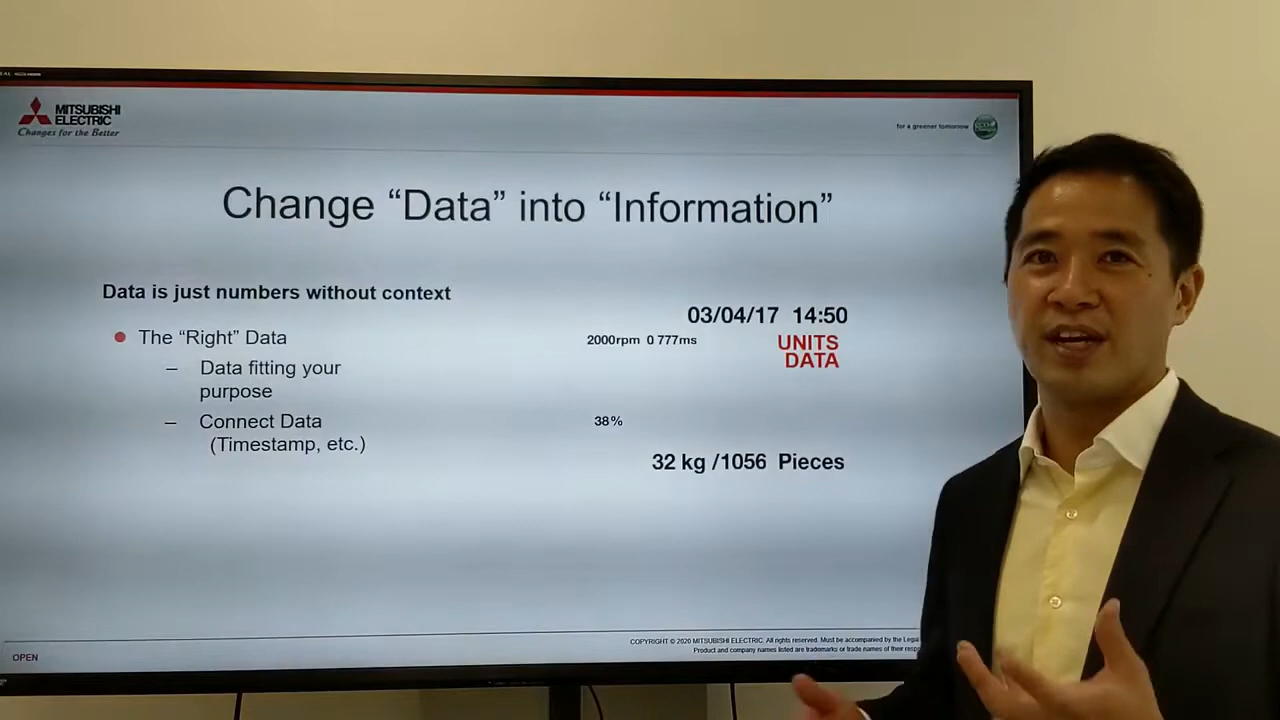 MITSUBISHI
ELECTRIC
Changes for the Better
for a greener tomorrow
Change “Data” into “Information”
Data is just numbers without context
The “Right” Data
– Data fitting your
purpose
– Connect Data
(Timestamp, etc.)
03/04/17 14:50
2000rpm 0 777ms
UNITS
DATA
38%
32 kg /1056 Pieces
COPYRIGHT © 2020 MITSUBISHI ELECTRIC. All rights reserved. Must be accompanied by the Lega
Product and company names listed are trademarks or trade names of their resp
OPEN